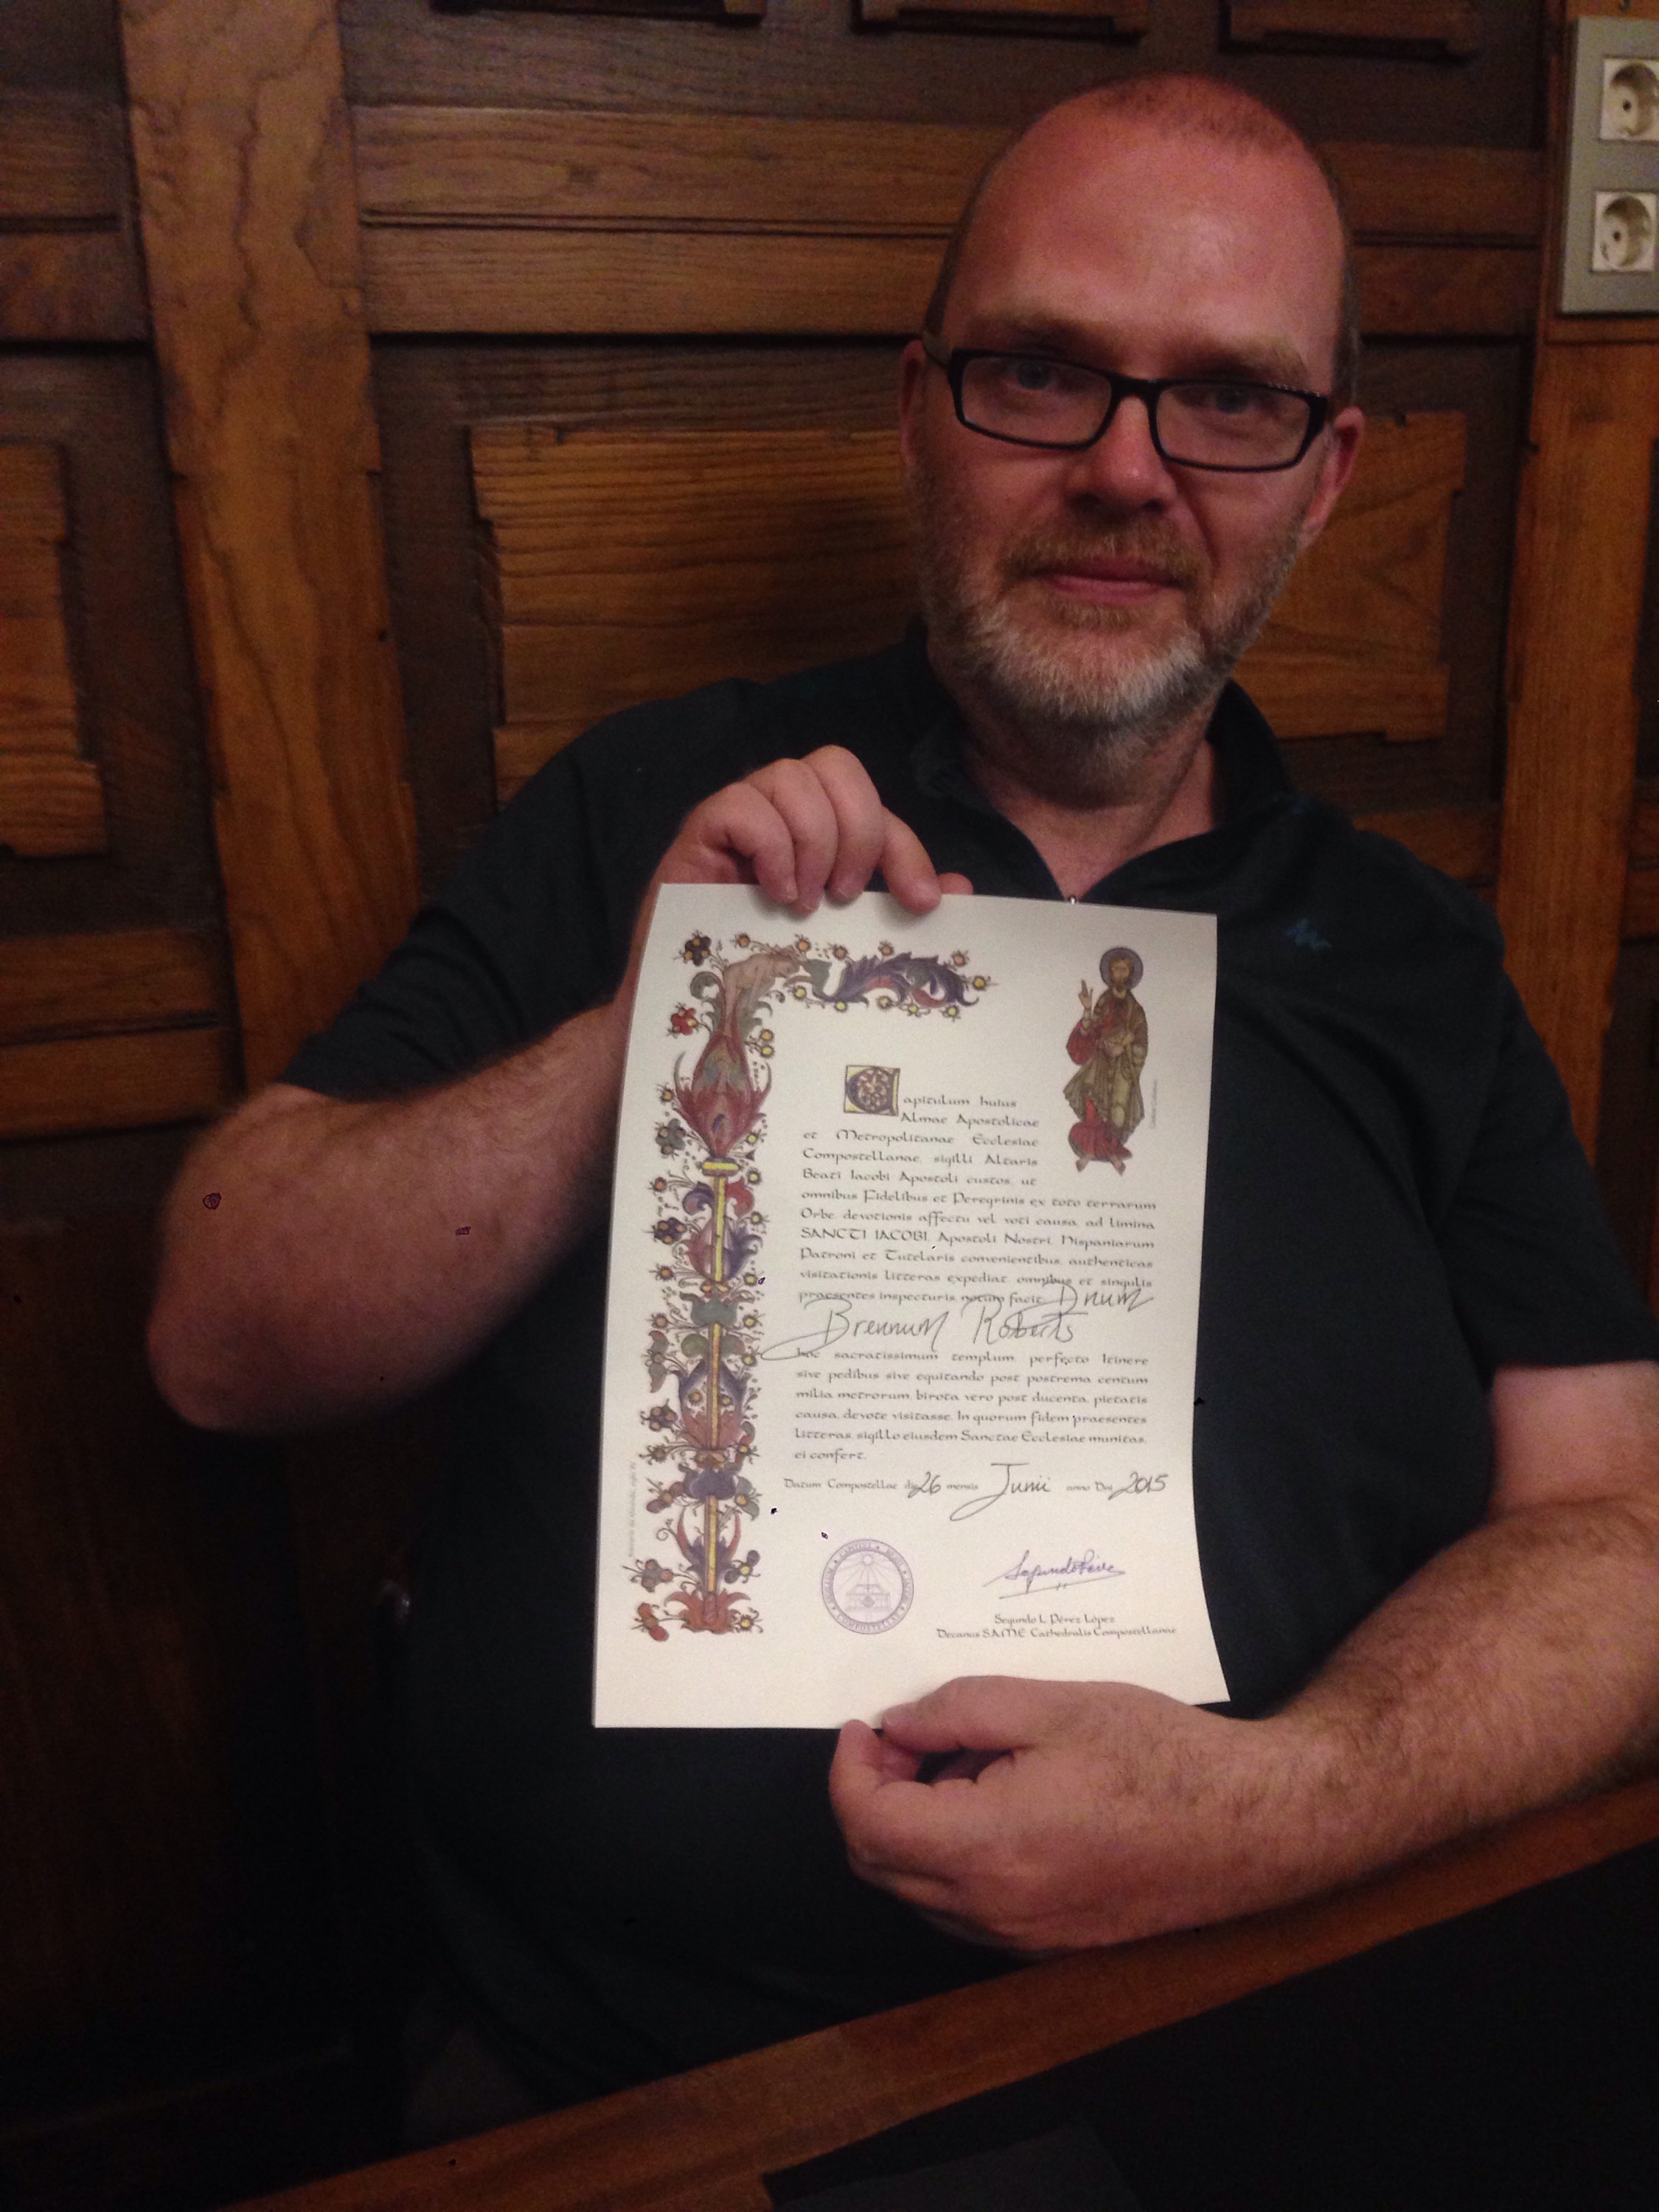 Capitulum huius
Almae Apostolicae
et Metropolitanae Ecclesiae
Compostellanae, sigilli Altaris
Beati Iacobi Apostoli custos, ut
omnibus Fidelibus et Peregrinis ex toto terrarum
Orbe, devotionis affectu vel voti causa, ad limina
SANCTI IACOBI, Apostoli Nostri, Hispaniarum
Patroni et Tutelaris convenientibus, authenticas
visitationis litteras expediat, omnibus et singulis
praesentes inspecturis, notum facit: Dnum
Brennum Roberts
hoc sacratissimum templum, perfecto Itinere
sive pedibus sive equitando post postrema centum
milia metrorum, birota vero post ducenta, pietatis
causa, devote visitasse. In quorum fidem praesentes
litteras, sigillo eiusdem Sanctae Ecclesiae munitas,
ei confert.
Datum Compostellae die 26 mensis Junii anno Dni 2015
Segundo L. Pérez López
Decanus S.A.M.E. Cathedralis Compostellanae